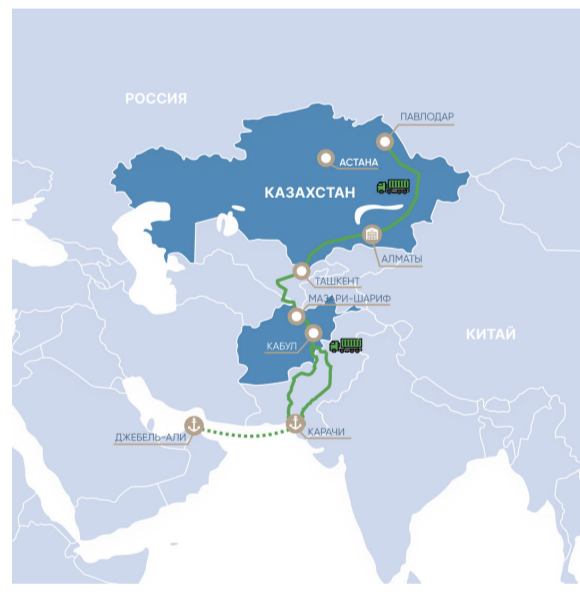 РОССИЯ
ПАВЛОДАР
АСТАНА
КАЗАХСТАН
АЛМАТЫ
ТАШКЕНТ
МАЗАРИ-ШАРИФ
КАБУЛ
КИТАЙ
ДЖЕБЕЛЬ-АЛИ
КАРАЧИ